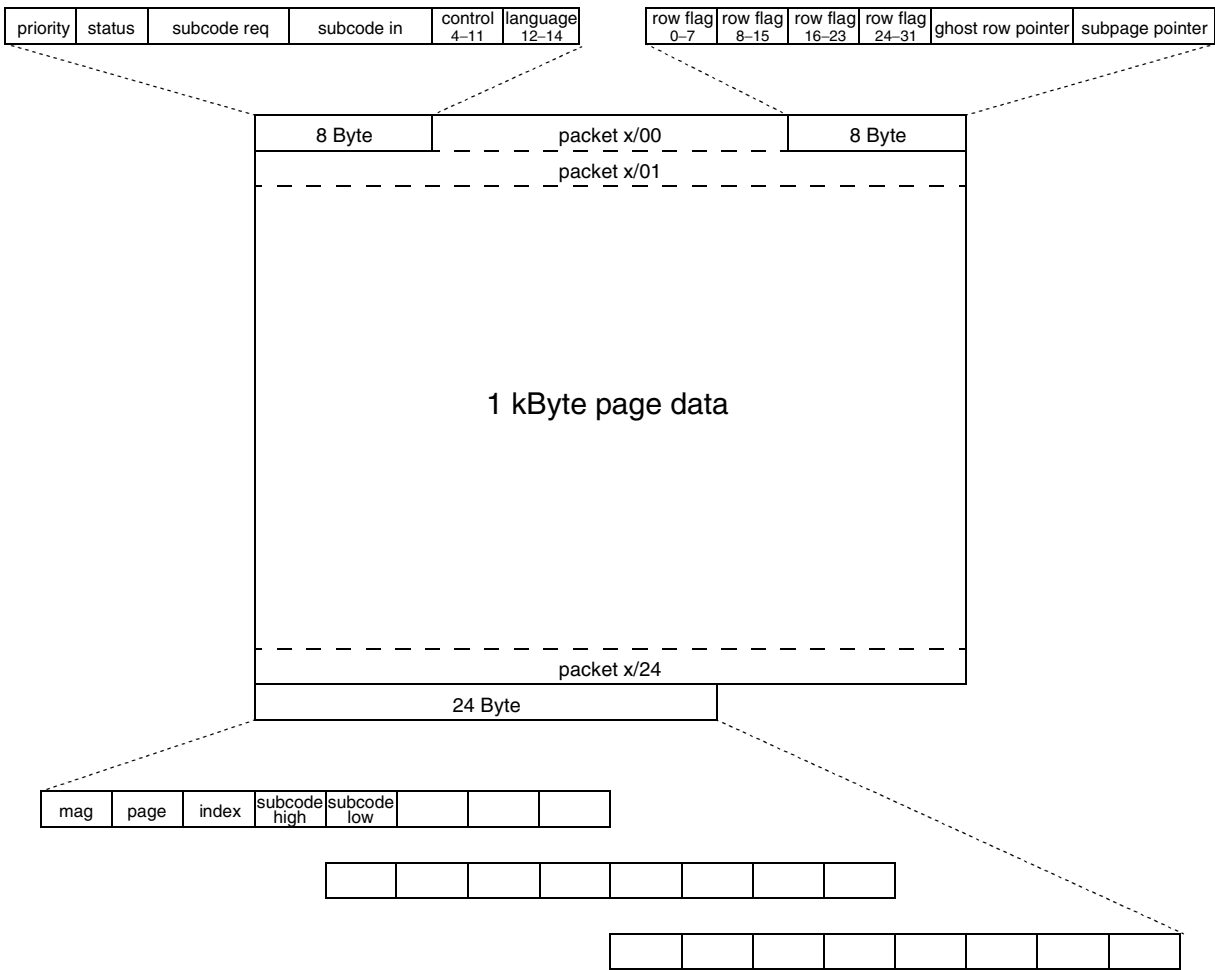 priority status subcode req subcode in control 4–11 language 12–14
row flag 0–7 row flag 8–15 row flag 16–23 row flag 24–31 ghost row pointer subpage pointer
8 Byte packet x/00 8 Byte
packet x/01
1 kByte page data
packet x/24
24 Byte
mag page index subcode high subcode low